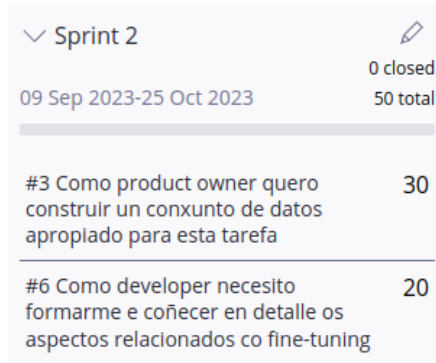 Sprint 2
0 closed
09 Sep 2023-25 Oct 2023
50 total
#3 Como product owner quero
construir un conxunto de datos
apropiado para esta tarefa
30
#6 Como developer necesito
formarme e coñecer en detalle os
aspectos relacionados co fine-tuning
20